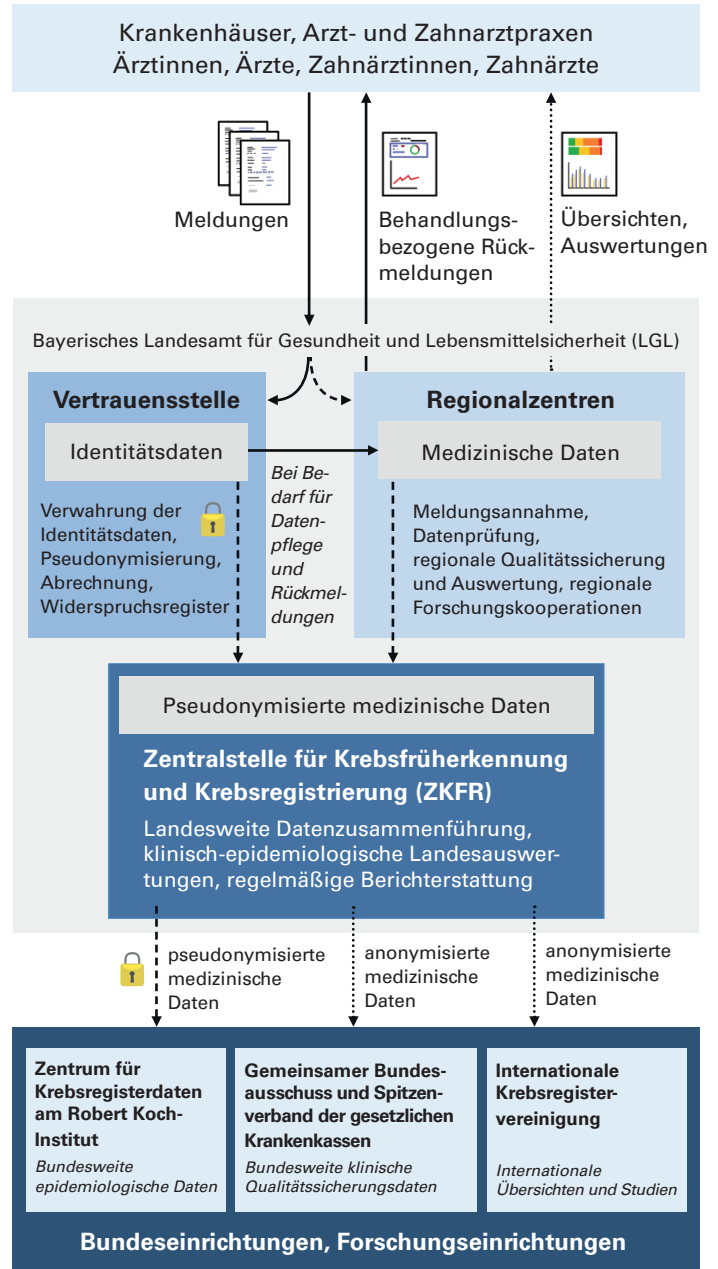 Krankenhäuser, Arzt- und Zahnarztpraxen
Ärztinnen, Ärzte, Zahnärztinnen, Zahnärzte
Meldungen
Behandlungs-
bezogene Rück-
meldungen
Übersichten,
Auswertungen
Bayerisches Landesamt für Gesundheit und Lebensmittelsicherheit (LGL)
Vertrauensstelle
Identitätsdaten
Verwahrung der
Identitätsdaten,
Pseudonymisierung,
Abrechnung,
Widerspruchsregister
Bei Be-
darf für
Daten-
pflege
und
Rückmel-
dungen
Regionalzentren
Medizinische Daten
Meldungsannahme,
Datenprüfung,
regionale Qualitätssicherung
und Auswertung, regionale
Forschungskooperationen
Pseudonymisierte medizinische Daten
Zentralstelle für Krebsfrüherkennung
und Krebsregistrierung (ZKFR)
Landesweite Datenzusammenführung,
klinisch-epidemiologische Landesauswer-
tungen, regelmäßige Berichterstattung
pseudonymisierte
medizinische
Daten
anonymisierte
medizinische
Daten
anonymisierte
medizinische
Daten
Zentrum für
Krebsregisterdaten
am Robert Koch-
Institut
Bundesweite
epidemiologische Daten
Gemeinsamer Bundes-
ausschuss und Spitzen-
verband der gesetzlichen
Krankenkassen
Bundesweite klinische
Qualitätssicherungsdaten
Internationale
Krebsregister-
vereinigung
Internationale
Übersichten und Studien
Bundeseinrichtungen, Forschungseinrichtungen